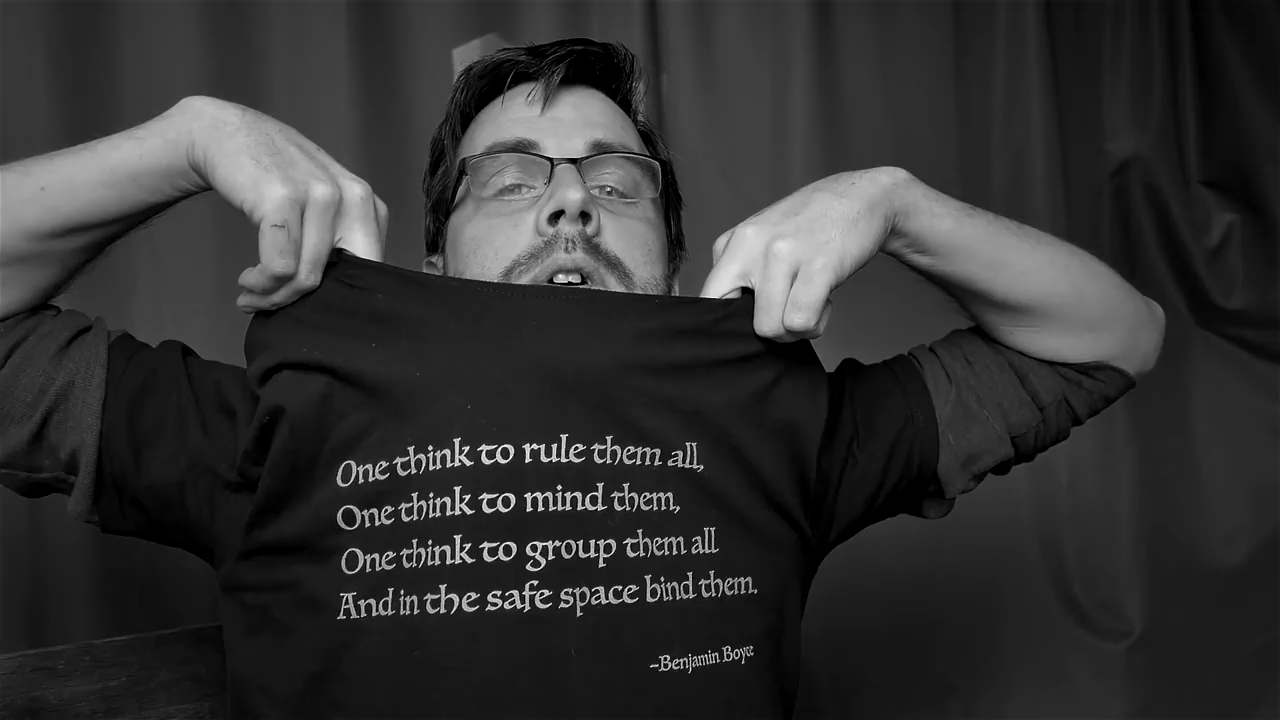 One think to rule them all,
One think to mind them,
One think to group them all
And in the safe space bind them.
~Benjamin Boyce